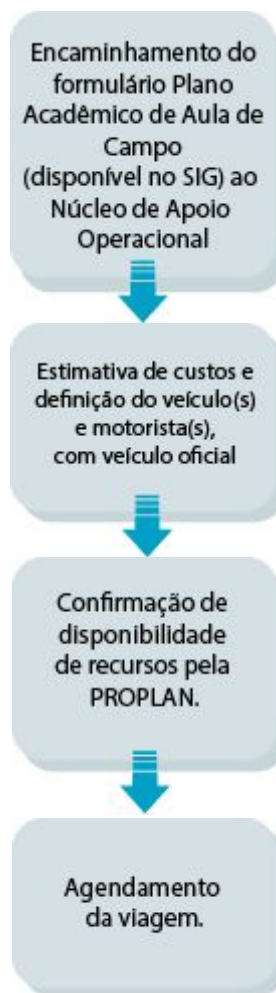 Encaminhamento do
formulário Plano
Acadêmico de Aula de
Campo
(disponível no SIG) ao
Núcleo de Apoio
Operacional
Estimativa de custos e
definição do veículo(s)
e motorista(s),
com veículo oficial
Confirmação de
disponibilidade
de recursos pela
PROPLAN.
Agendamento
da viagem.